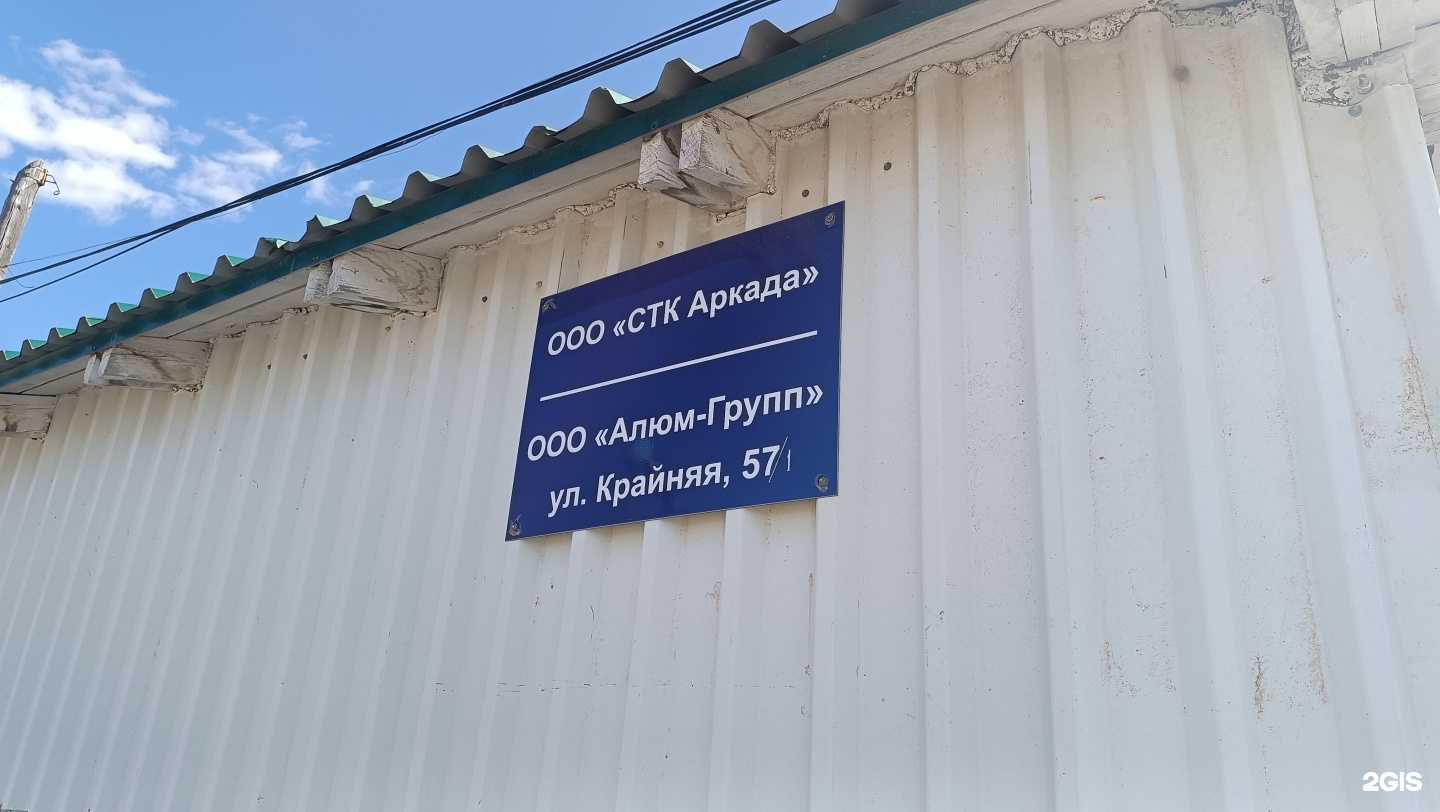 ООО «СТК Аркада»
ООО «Алюм-Групп»
ул. Крайняя, 57/1
2GIS